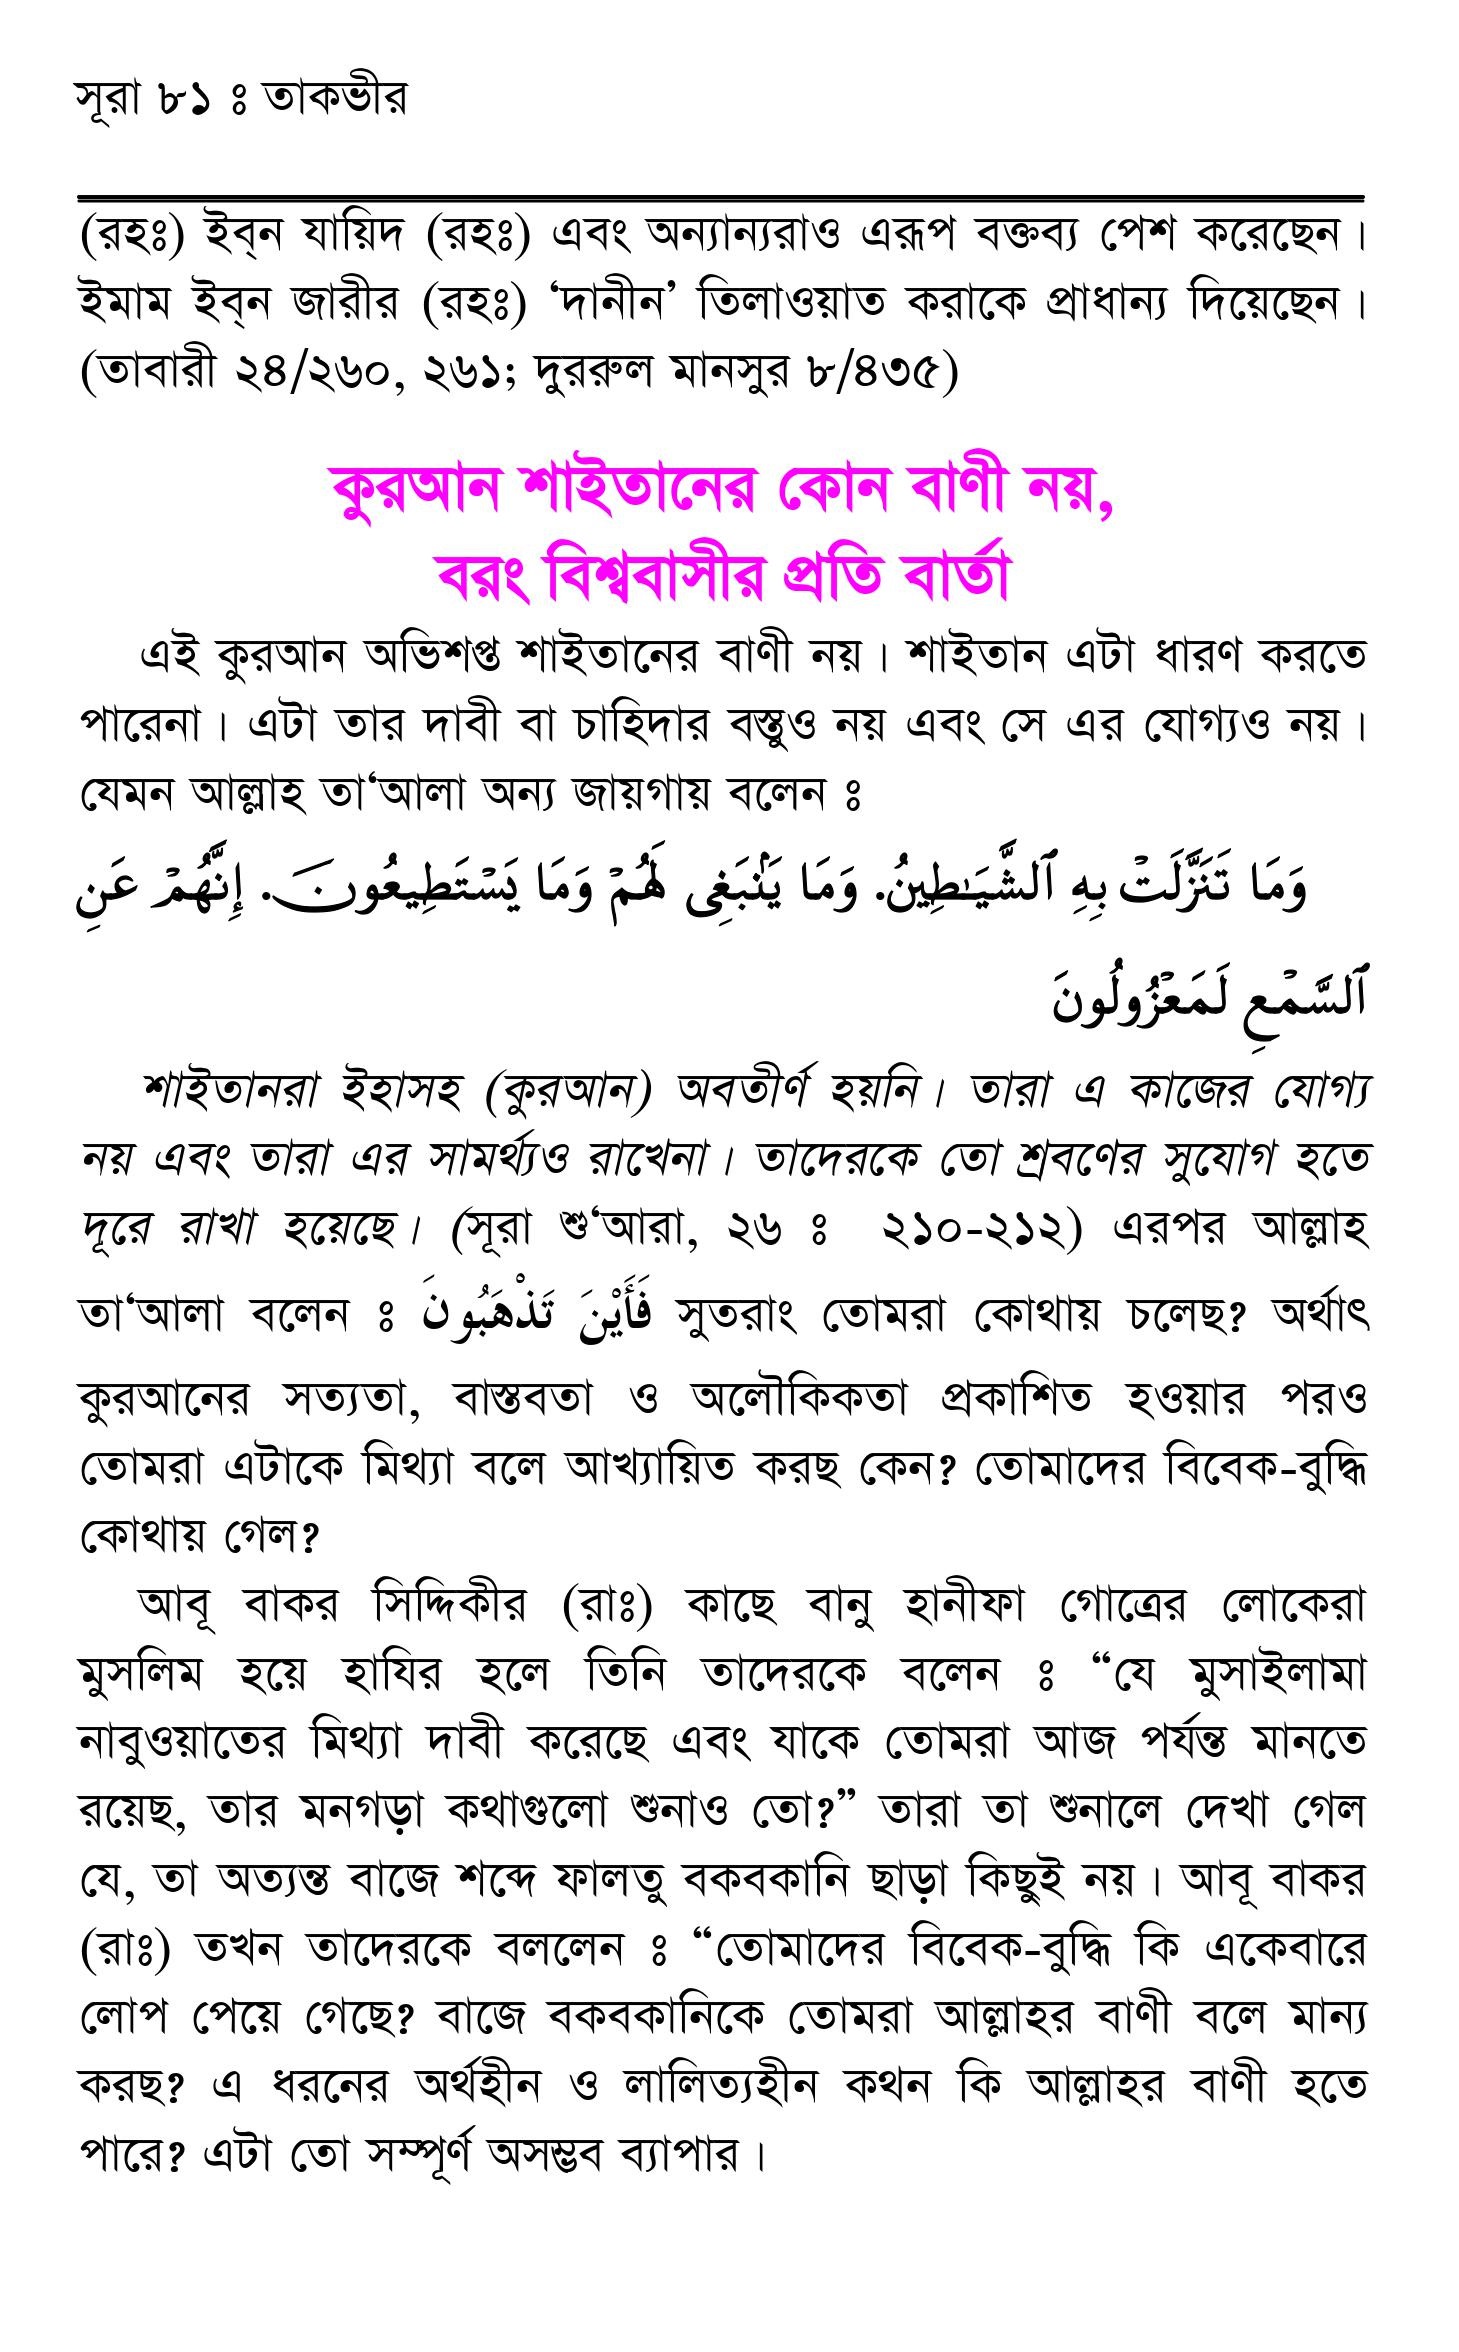 সূরা ৮১ ঃ তাকভীর
(রহঃ) ইব্‌ন যায়িদ (রহঃ) এবং অন্যান্যরাও এরূপ বক্তব্য পেশ করেছেন।
ইমাম ইব্‌ন জারীর (রহঃ) ‘দানীন’ তিলাওয়াত করাকে প্রাধান্য দিয়েছেন।
(তাবারী ২৪/২৬০, ২৬১; দুররুল মানসুর ৮/৪৩৫)
কুরআন শাইতানের কোন বাণী নয়,
বরং বিশ্ববাসীর প্রতি বার্তা
এই কুরআন অভিশপ্ত শাইতানের বাণী নয়। শাইতান এটা ধারণ করতে
পারেনা। এটা তার দাবী বা চাহিদার বস্তুও নয় এবং সে এর যোগ্যও নয়।
যেমন আল্লাহ তা‘আলা অন্য জায়গায় বলেন ঃ
وَمَا تَنَزَّلَتْ بِهِ ٱلشَّيَـٰطِينُ. وَمَا يَنۢبَغِى لَهُمْ وَمَا يَسْتَطِيعُونَ. إِنَّهُمْ عَنِ
ٱلسَّمْعِ لَمَعْزُولُونَ
শাইতানরা ইহাসহ (কুরআন) অবতীর্ণ হয়নি। তারা এ কাজের যোগ্য
নয় এবং তারা এর সামর্থ্যও রাখেনা। তাদেরকে তো শ্রবণের সুযোগ হতে
দূরে রাখা হয়েছে। (সূরা শু‘আরা, ২৬ ঃ ২১০-২১২) এরপর আল্লাহ
তা‘আলা বলেন ঃ فَأَيْنَ تَذْهَبُونَ সুতরাং তোমরা কোথায় চলেছ? অর্থাৎ
কুরআনের সত্যতা, বাস্তবতা ও অলৌকিকতা প্রকাশিত হওয়ার পরও
তোমরা এটাকে মিথ্যা বলে আখ্যায়িত করছ কেন? তোমাদের বিবেক-বুদ্ধি
কোথায় গেল?
আবূ বাকর সিদ্দিকীর (রাঃ) কাছে বানু হানীফা গোত্রের লোকেরা
মুসলিম হয়ে হাযির হলে তিনি তাদেরকে বলেন ঃ “যে মুসাইলামা
নাবুওয়াতের মিথ্যা দাবী করেছে এবং যাকে তোমরা আজ পর্যন্ত মানতে
রয়েছ, তার মনগড়া কথাগুলো শুনাও তো?” তারা তা শুনালে দেখা গেল
যে, তা অত্যন্ত বাজে শব্দে ফালতু বকবকানি ছাড়া কিছুই নয়। আবূ বাকর
(রাঃ) তখন তাদেরকে বললেন ঃ “তোমাদের বিবেক-বুদ্ধি কি একেবারে
লোপ পেয়ে গেছে? বাজে বকবকানিকে তোমরা আল্লাহর বাণী বলে মান্য
করছ? এ ধরনের অর্থহীন ও লালিত্যহীন কথন কি আল্লাহর বাণী হতে
পারে? এটা তো সম্পূর্ণ অসম্ভব ব্যাপার।